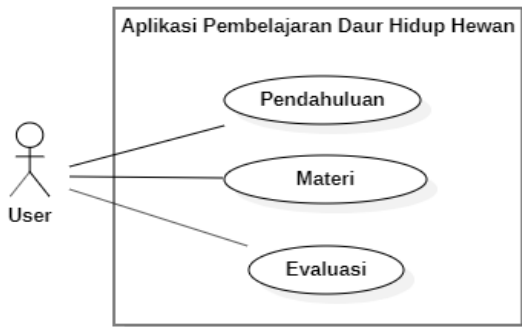 Aplikasi Pembelajaran Daur Hidup Hewan
Pendahuluan
Materi
User
Evaluasi